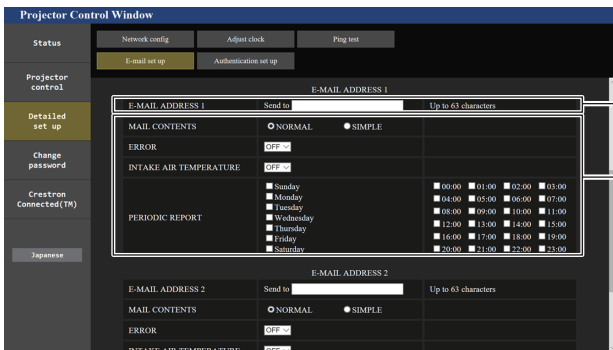 Projector Control Window
Status
Network config
Adjust clock
Ping test
E-mail set up
Authentication set up
Projector
control
Detailed
set up
Change
password
Crestron
Connected(TM)
Japanese
E-MAIL ADDRESS 1
E-MAIL ADDRESS 1 Send to Up to 63 characters
MAIL CONTENTS NORMAL SIMPLE
ERROR OFF
INTAKE AIR TEMPERATURE OFF
PERIODIC REPORT
Sunday
Monday
Tuesday
Wednesday
Thursday
Friday
Saturday
00:00 01:00 02:00 03:00
04:00 05:00 06:00 07:00
08:00 09:00 10:00 11:00
12:00 13:00 14:00 15:00
16:00 17:00 18:00 19:00
20:00 21:00 22:00 23:00
E-MAIL ADDRESS 2
E-MAIL ADDRESS 2 Send to Up to 63 characters
MAIL CONTENTS NORMAL SIMPLE
ERROR OFF
INTAKE AIR TEMPERATURE OFF